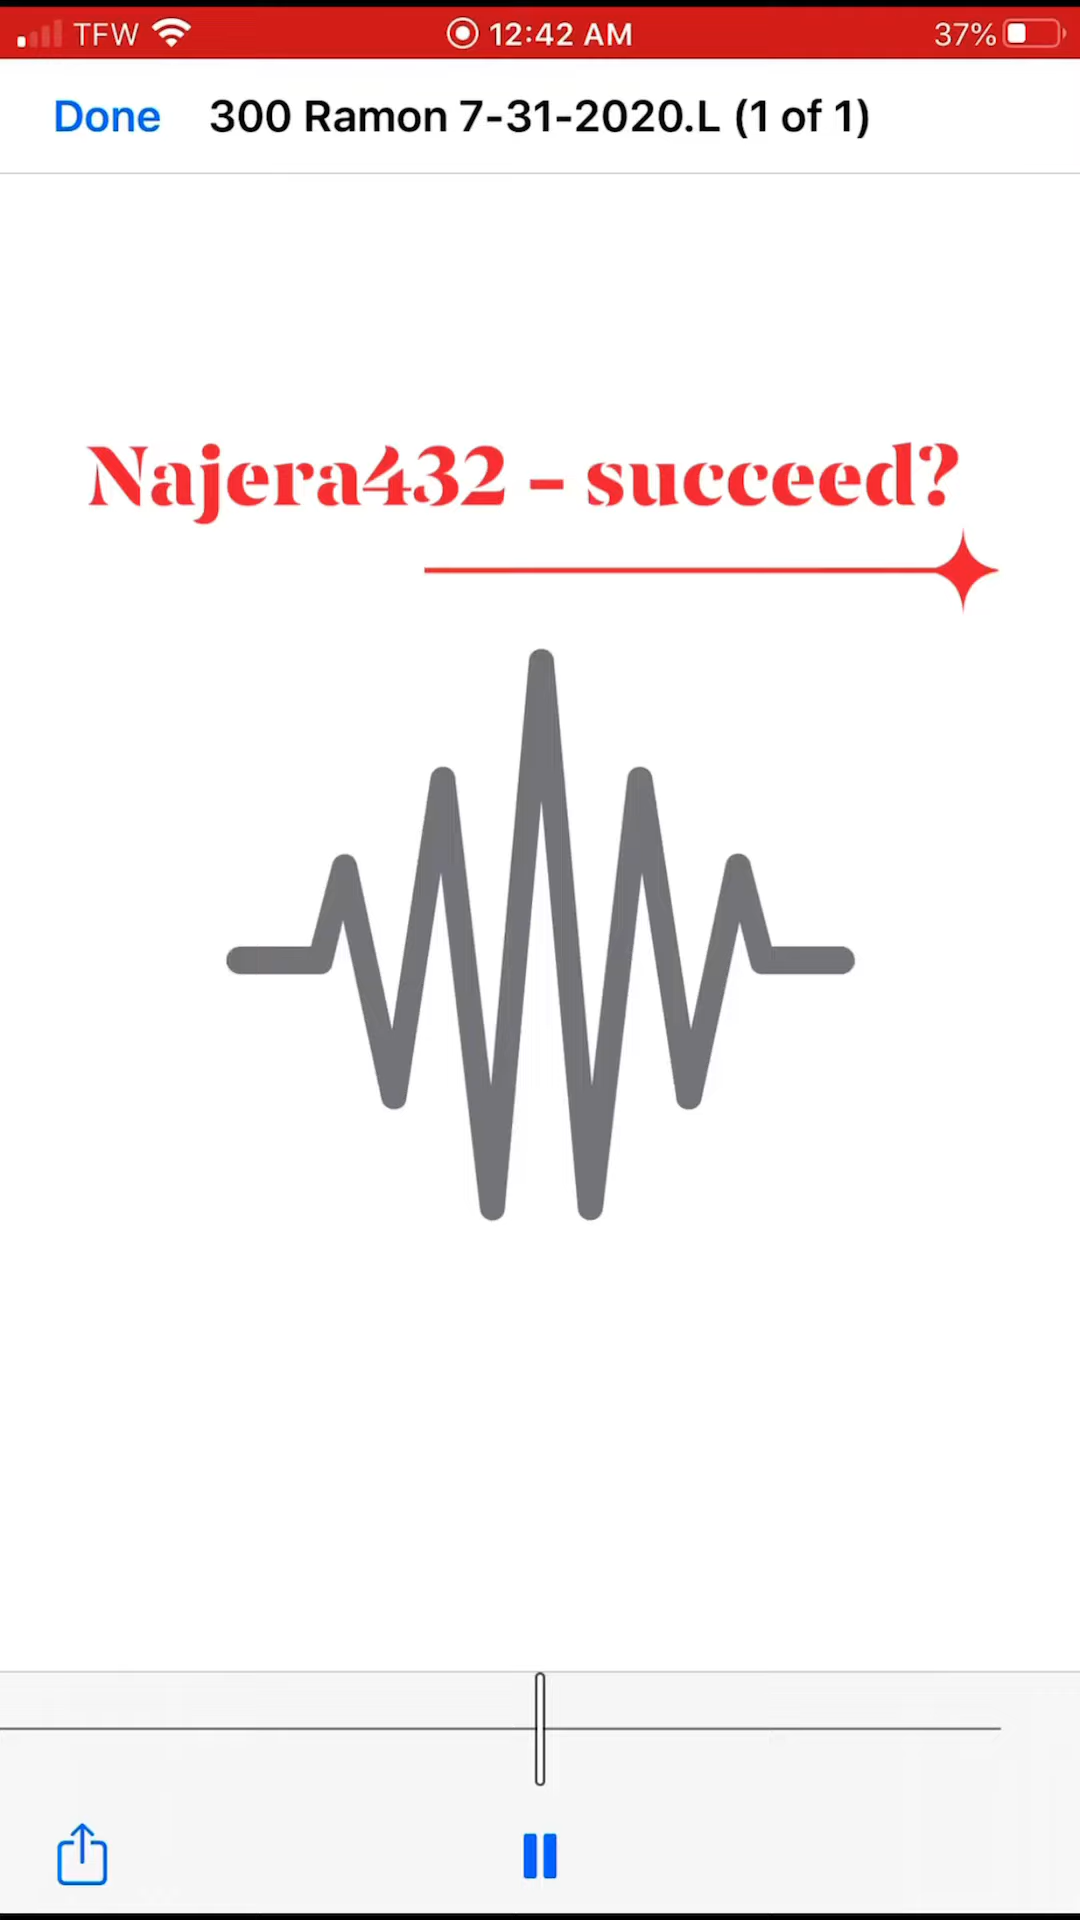 TFW 12:42 AM 37%
Done 300 Ramon 7-31-2020.L (1 of 1)
Najera432 - succeed?